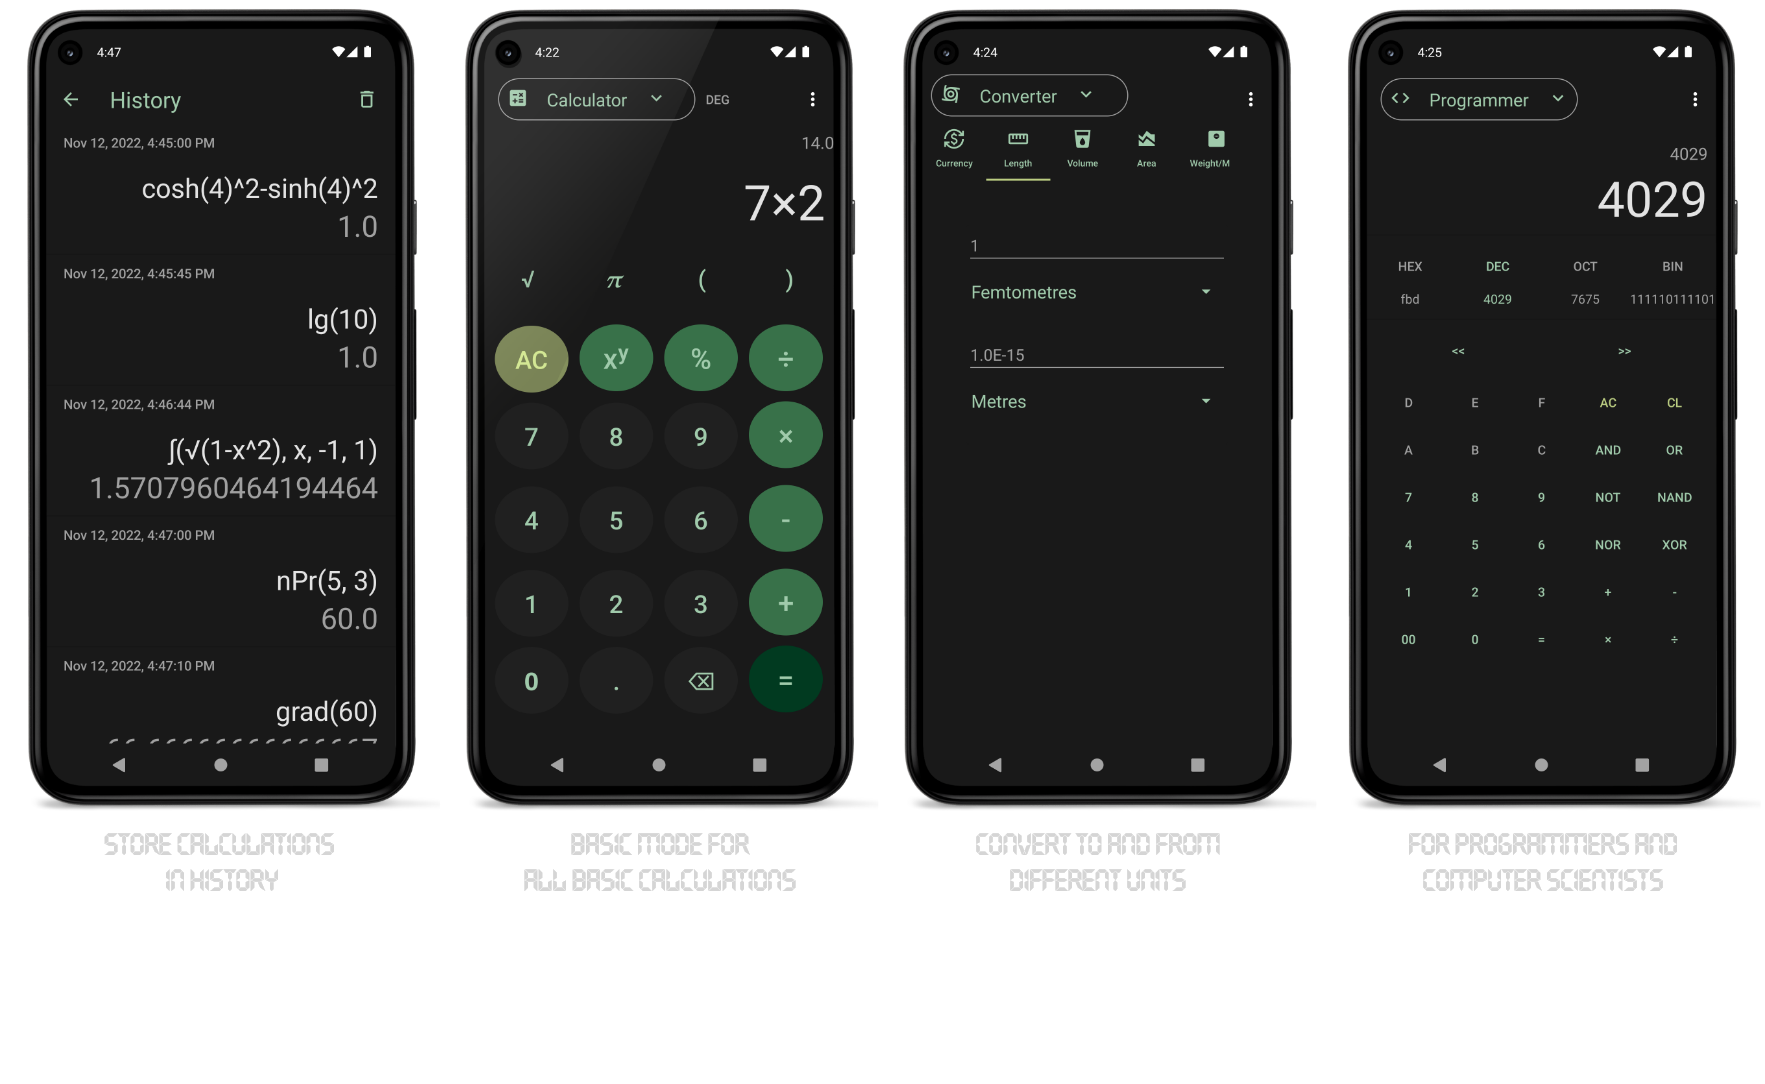 4:47
History
Nov 12, 2022, 4:45:00 PM
cosh(4)^2-sinh(4)^2
1.0
Nov 12, 2022, 4:45:45 PM
lg(10)
1.0
Nov 12, 2022, 4:46:44 PM
∫(√(1-x^2), x, -1, 1)
1.5707960464194464
Nov 12, 2022, 4:47:00 PM
nPr(5, 3)
60.0
Nov 12, 2022, 4:47:10 PM
grad(60)
STORE CALCULATIONS
IN HISTORY
4:22
Calculator DEG
14.0
7×2
√ π ( )
AC xʸ % ÷
7 8 9 ×
4 5 6 -
1 2 3 +
0 . =
BASIC MODE FOR
ALL BASIC CALCULATIONS
4:24
Converter
Currency Length Volume Area Weight/M
1
Femtometres
1.0E-15
Metres
CONVERT TO AND FROM
DIFFERENT UNITS
4:25
<> Programmer
4029
4029
HEX DEC OCT BIN
fbd 4029 7675 111110111101
<< >>
D E F AC CL
A B C AND OR
7 8 9 NOT NAND
4 5 6 NOR XOR
1 2 3 + -
00 0 = × ÷
FOR PROGRAMMERS AND
COMPUTER SCIENTISTS